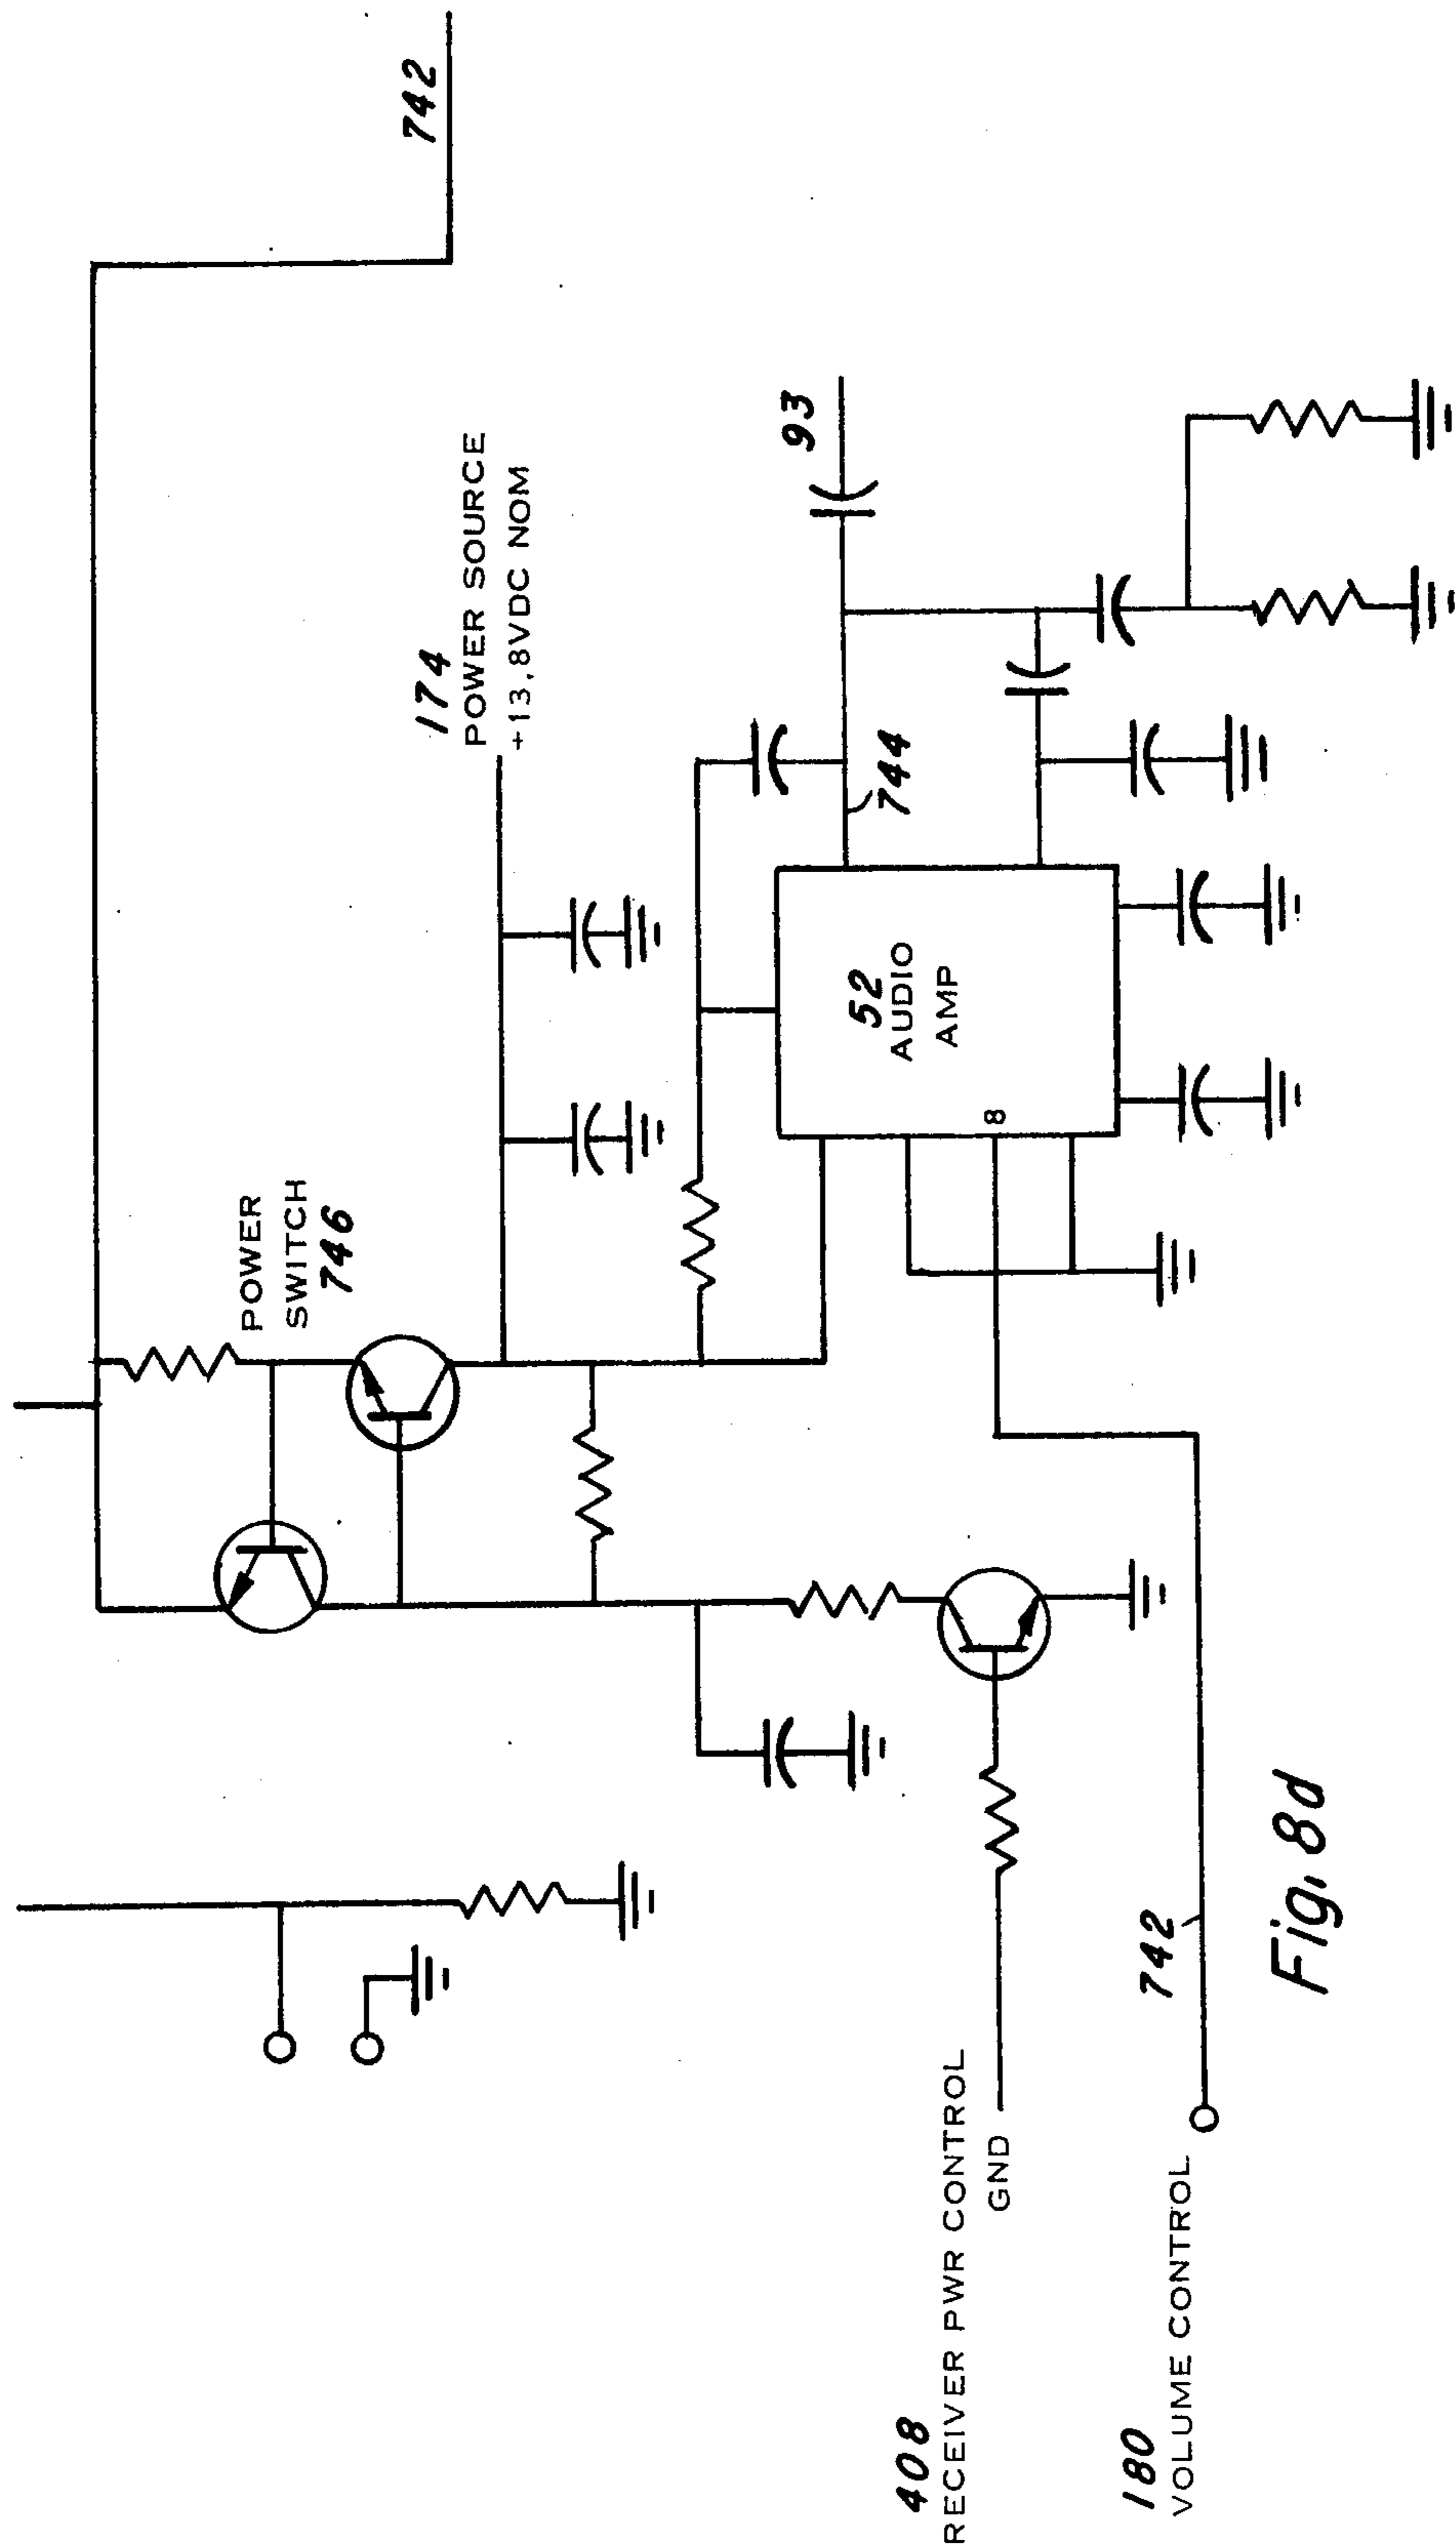 742
174
POWER SOURCE
+13,8VDC NOM
POWER
SWITCH
746
93
744
52
AUDIO
AMP
8
408
RECEIVER PWR CONTROL
GND
180
VOLUME CONTROL
742
Fig. 8d